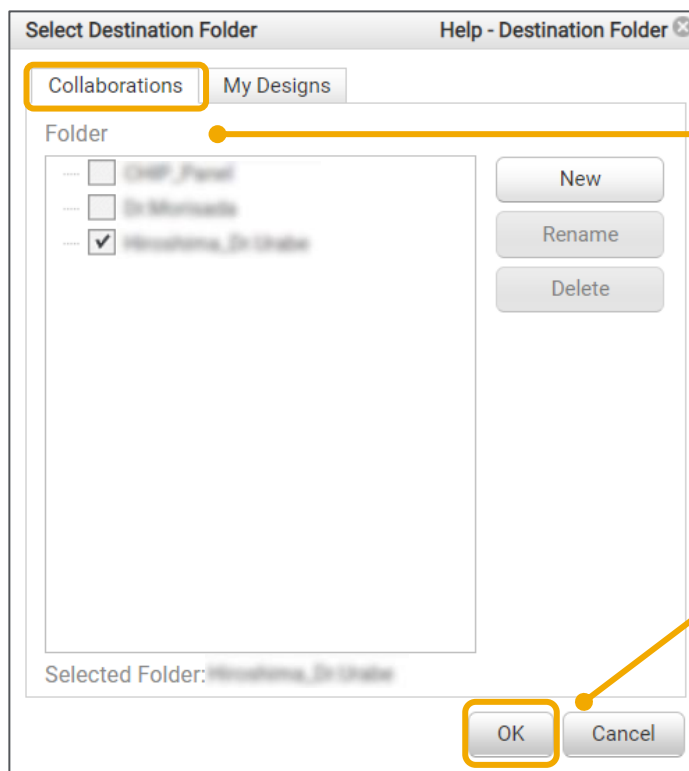 Select Destination Folder Help - Destination Folder
Collaborations My Designs
Folder
New
Rename
Delete
Selected Folder:
OK Cancel